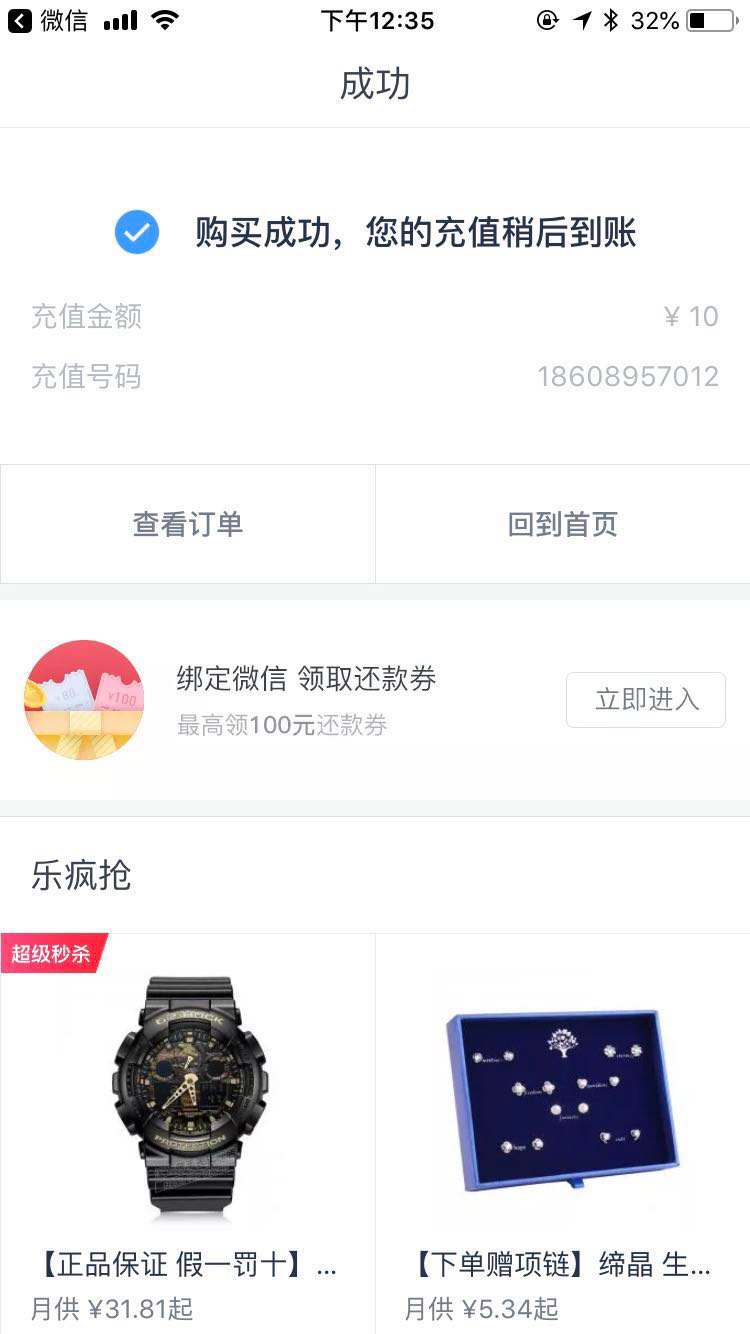 微信
下午12:35
32%
成功
购买成功，您的充值稍后到账
充值金额
¥ 10
充值号码
18608957012
查看订单
回到首页
¥80
¥100
绑定微信 领取还款券
最高领100元还款券
立即进入
乐疯抢
超级秒杀
G-SHOCK
PROTECTION
【正品保证 假一罚十】...
月供 ¥31.81起
【下单赠项链】缔晶 生...
月供 ¥5.34起